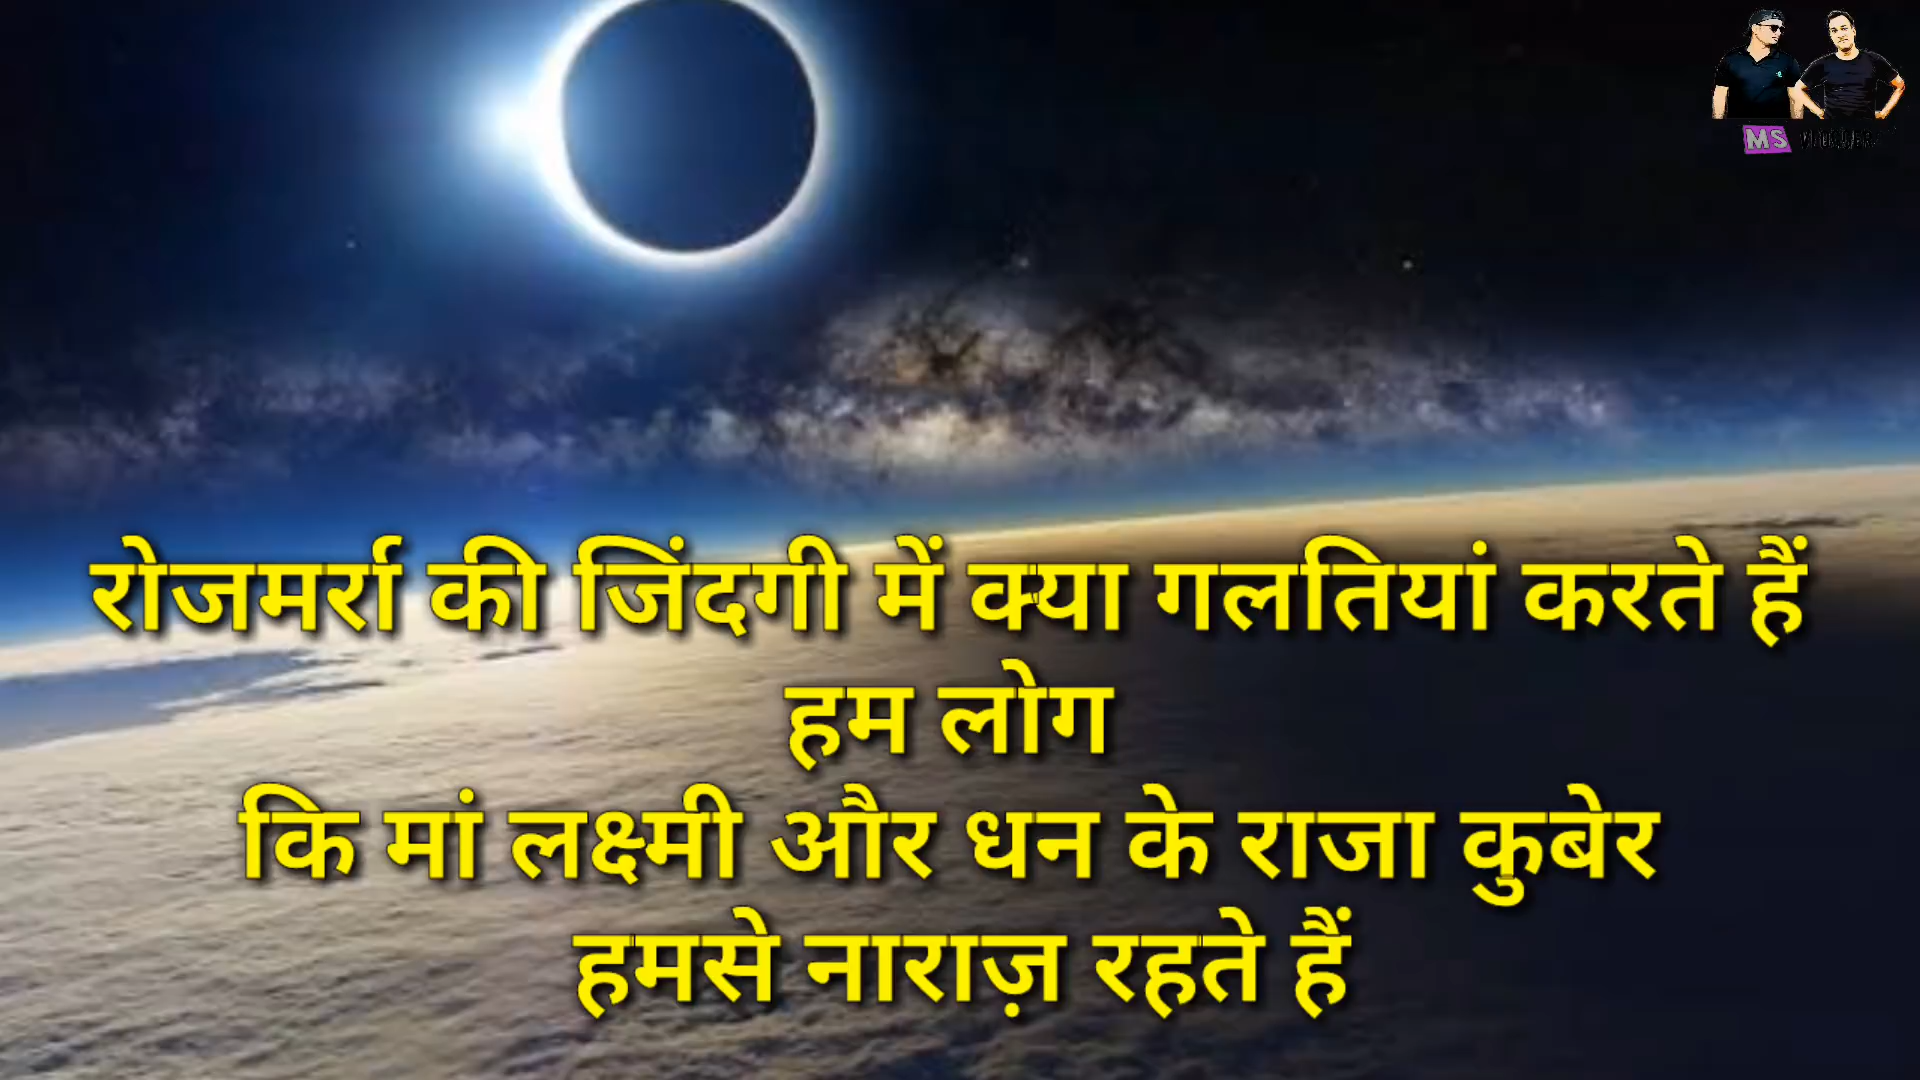 MS
रोजमर्रा की जिंदगी में क्या गलतियां करते हैं
हम लोग
कि मां लक्ष्मी और धन के राजा कुबेर
हमसे नाराज़ रहते हैं